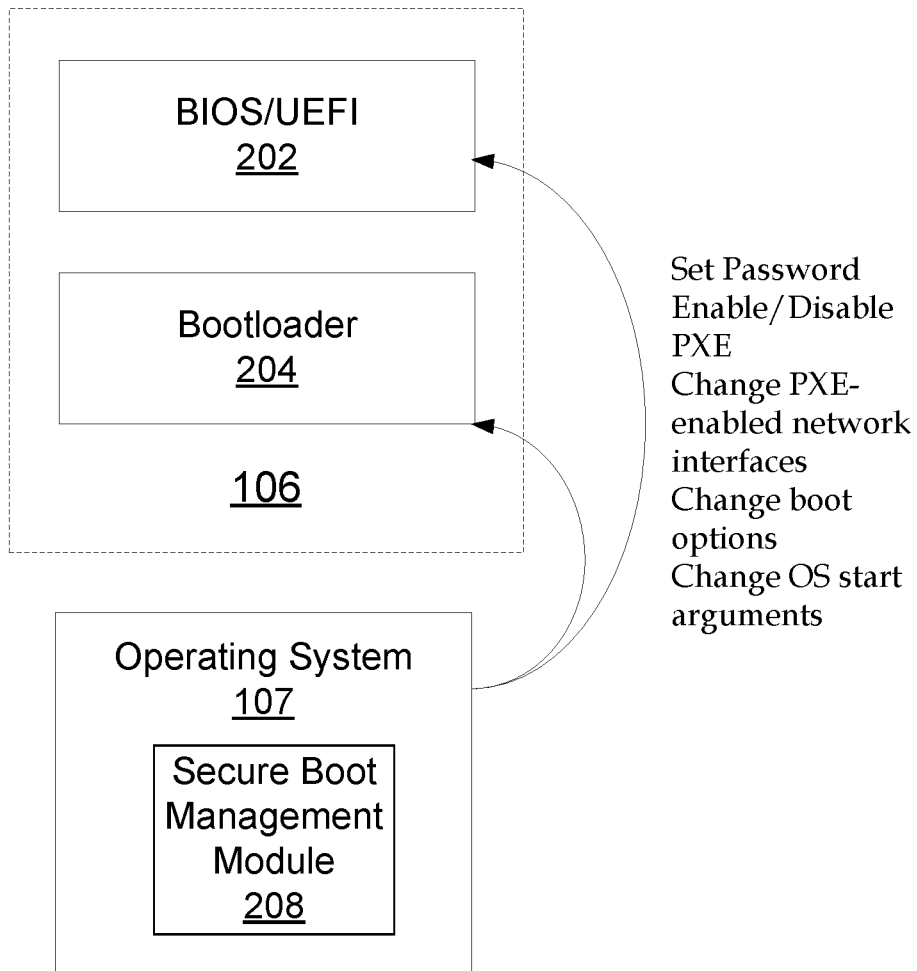 BIOS/UEFI
202
Bootloader
204
106
Set Password
Enable/Disable
PXE
Change PXE-
enabled network
interfaces
Change boot
options
Change OS start
arguments
Operating System
107
Secure Boot
Management
Module
208